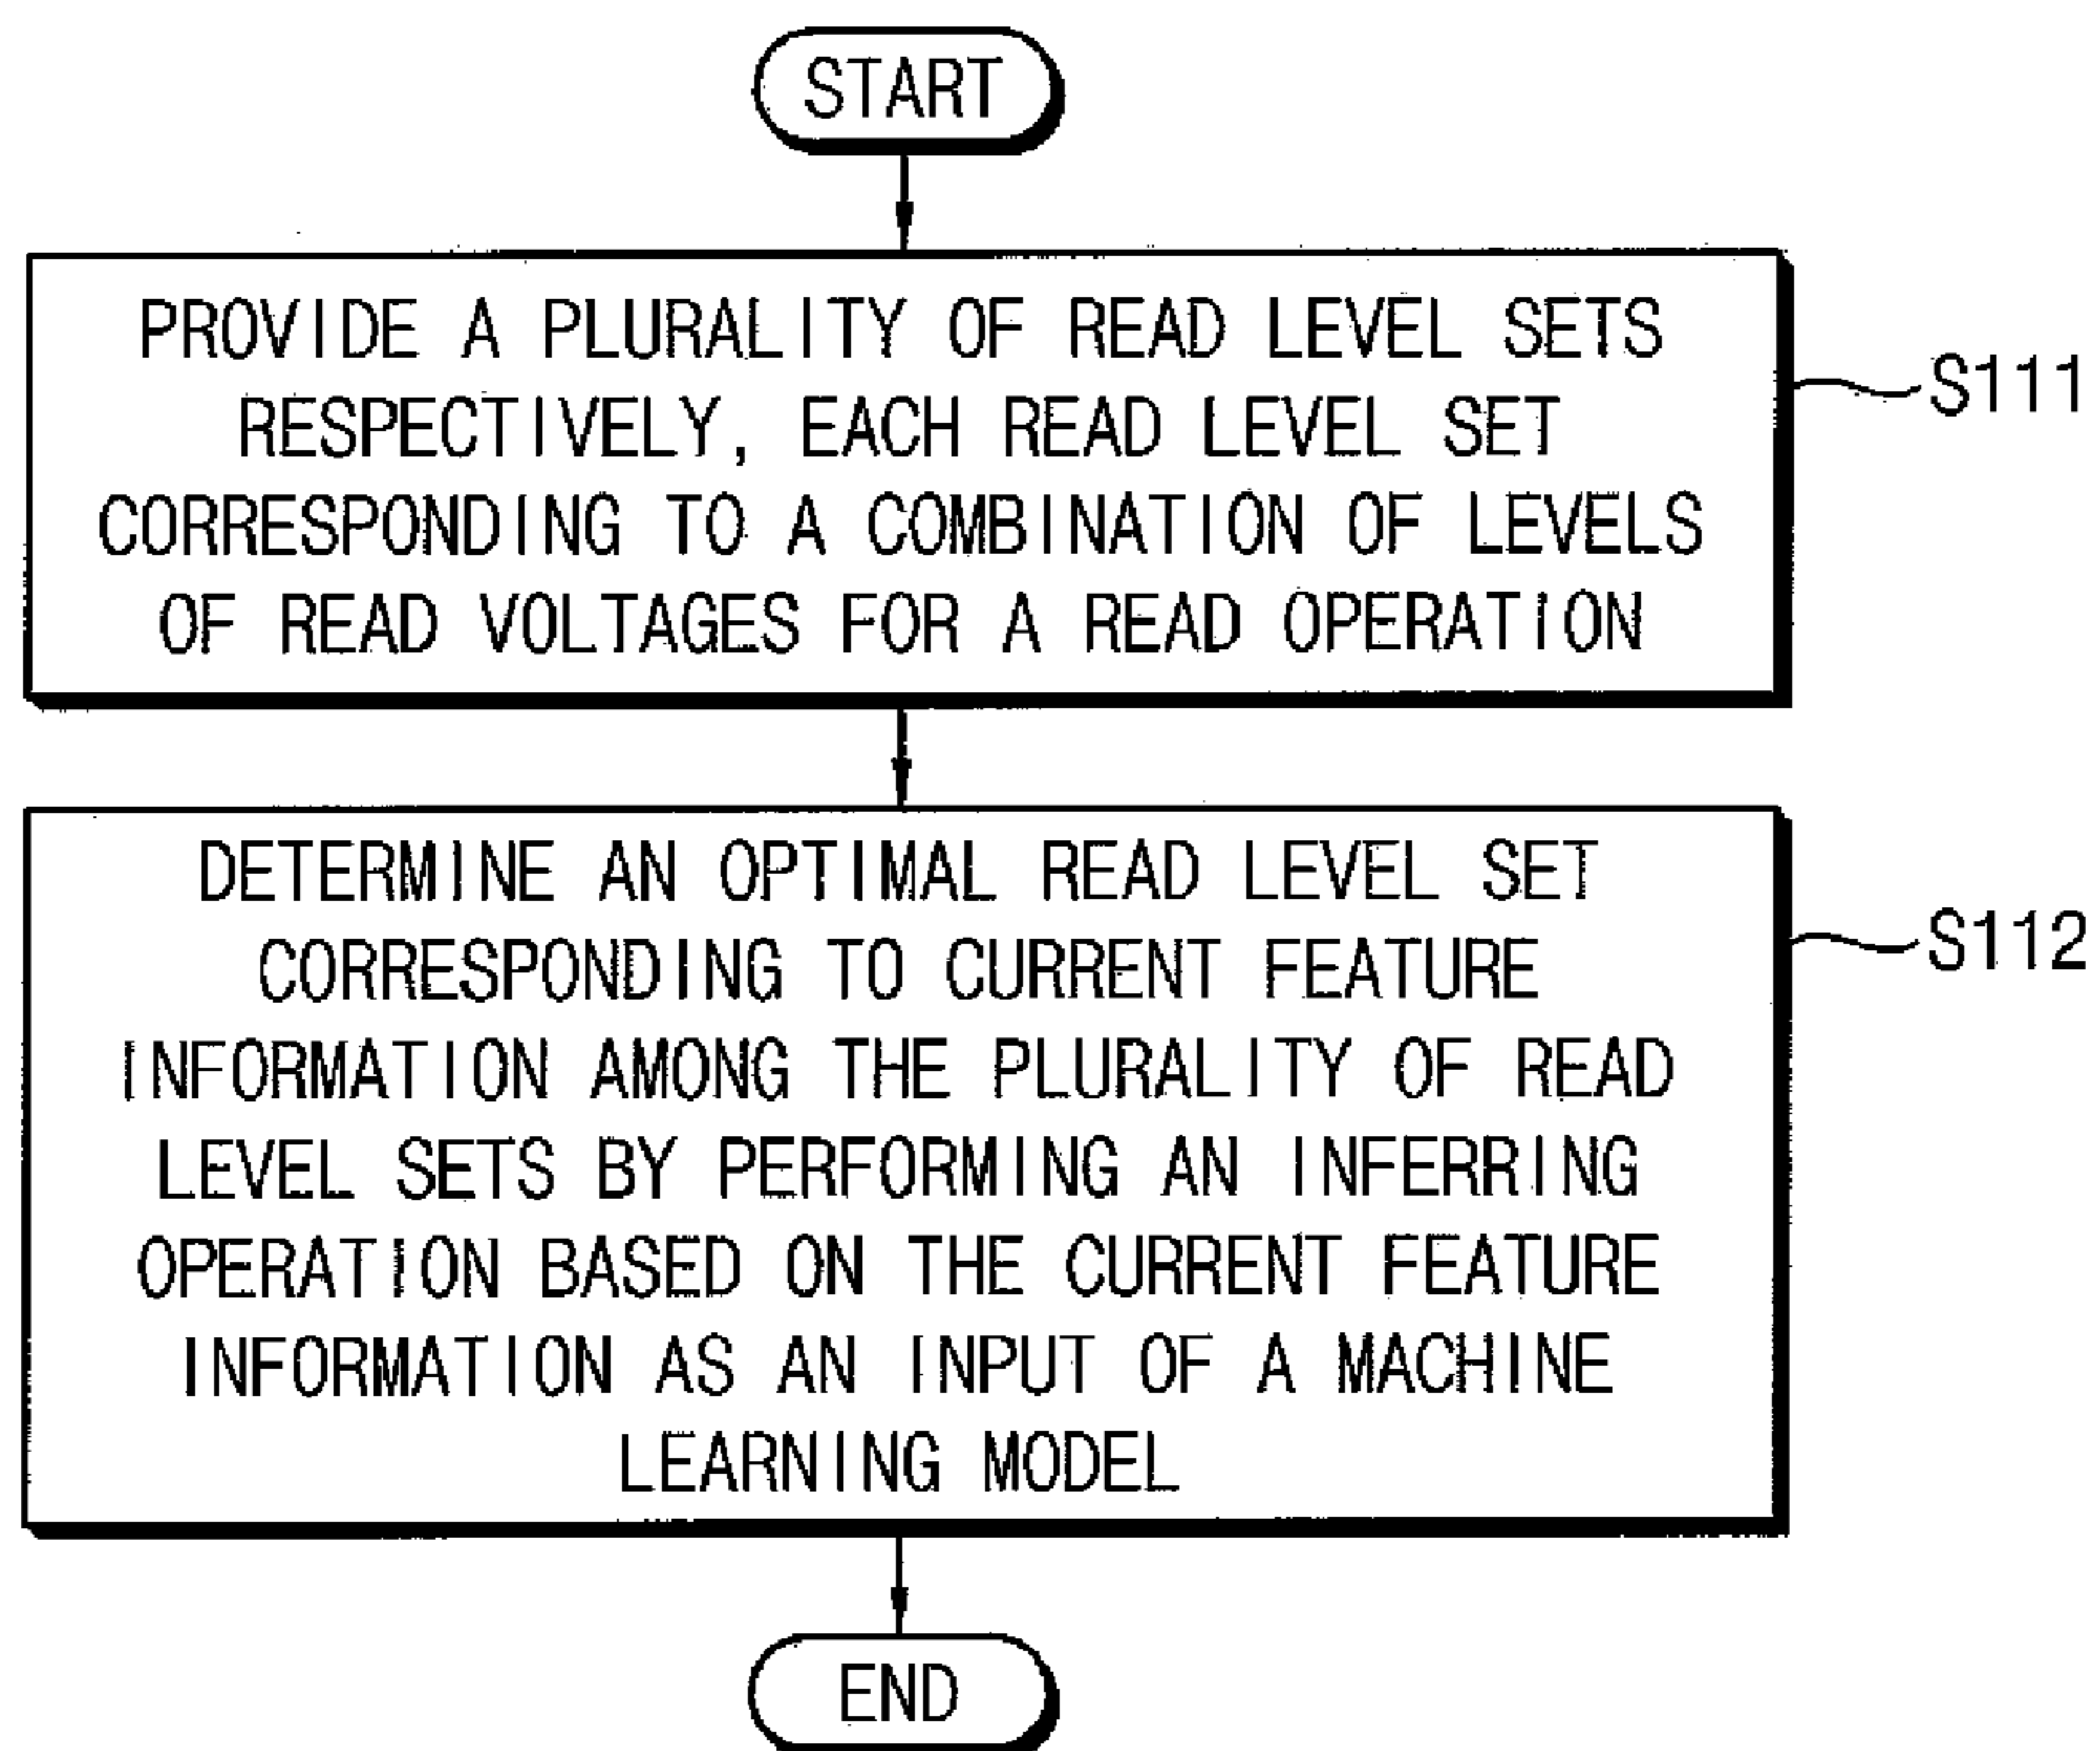 START
PROVIDE A PLURALITY OF READ LEVEL SETS
RESPECTIVELY, EACH READ LEVEL SET
CORRESPONDING TO A COMBINATION OF LEVELS
OF READ VOLTAGES FOR A READ OPERATION
S111
DETERMINE AN OPTIMAL READ LEVEL SET
CORRESPONDING TO CURRENT FEATURE
INFORMATION AMONG THE PLURALITY OF READ
LEVEL SETS BY PERFORMING AN INFERRING
OPERATION BASED ON THE CURRENT FEATURE
INFORMATION AS AN INPUT OF A MACHINE
LEARNING MODEL
S112
END